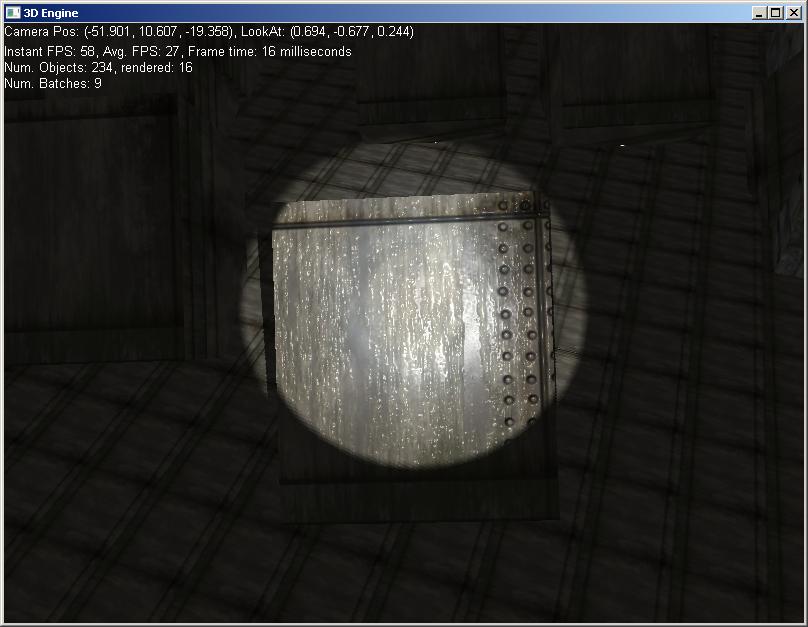 3D Engine
Camera Pos: (-51.901, 10.607, -19.358), LookAt: (0.694, -0.677, 0.244)
Instant FPS: 58, Avg. FPS: 27, Frame time: 16 milliseconds
Num. Objects: 234, rendered: 16
Num. Batches: 9